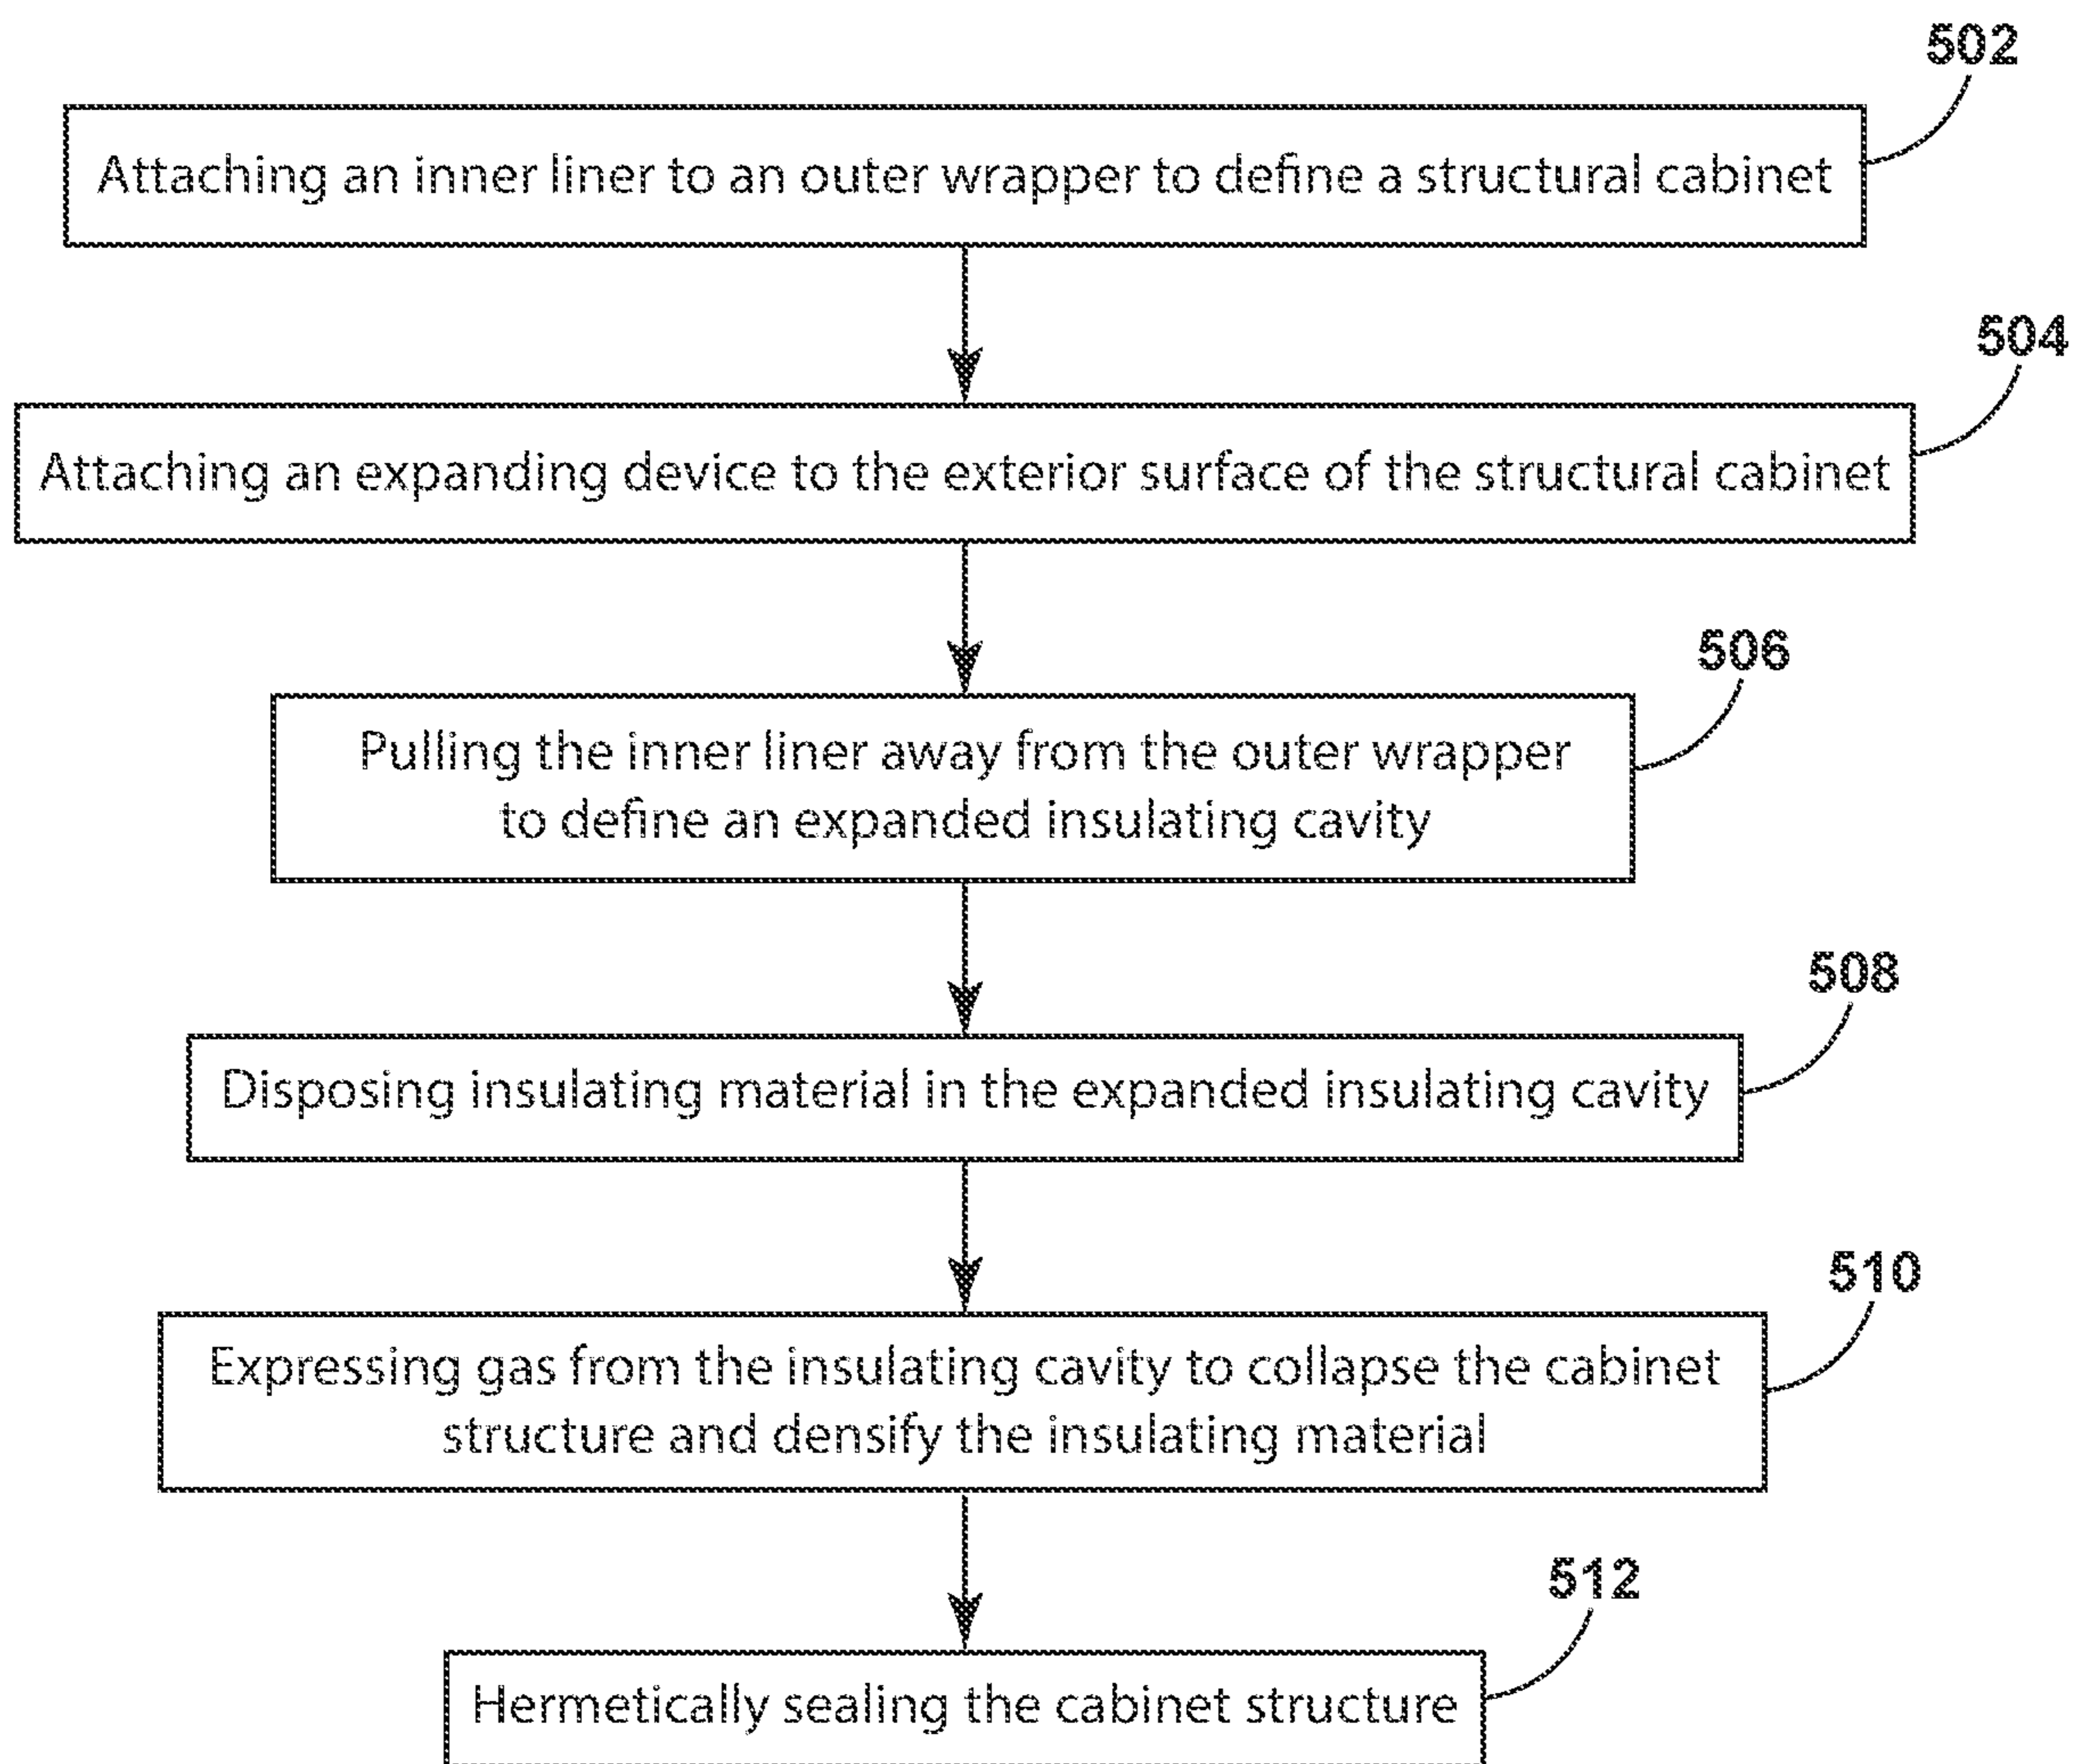 502
Attaching an inner liner to an outer wrapper to define a structural cabinet
504
Attaching an expanding device to the exterior surface of the structural cabinet
506
Pulling the inner liner away from the outer wrapper
to define an expanded insulating cavity
508
Disposing insulating material in the expanded insulating cavity
510
Expressing gas from the insulating cavity to collapse the cabinet
structure and densify the insulating material
512
Hermetically sealing the cabinet structure